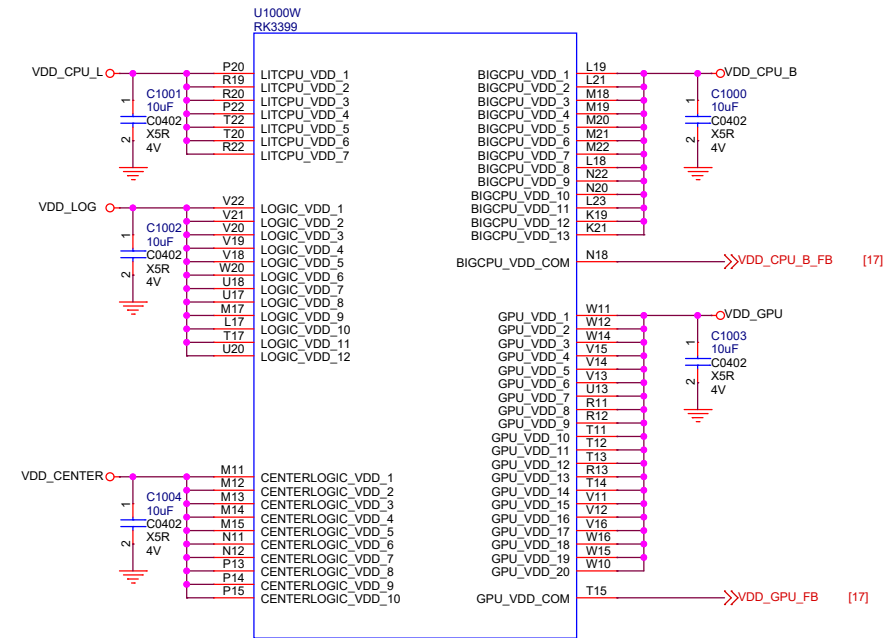 U1000W
RK3399
VDD_CPU_L
P20 LITCPU_VDD_1
R19 LITCPU_VDD_2
R20 LITCPU_VDD_3
P22 LITCPU_VDD_4
T22 LITCPU_VDD_5
T20 LITCPU_VDD_6
R22 LITCPU_VDD_7
1
2
C1001
10uF
C0402
X5R
4V
VDD_LOG
V22 LOGIC_VDD_1
V21 LOGIC_VDD_2
V20 LOGIC_VDD_3
V19 LOGIC_VDD_4
V18 LOGIC_VDD_5
W20 LOGIC_VDD_6
U18 LOGIC_VDD_7
U17 LOGIC_VDD_8
M17 LOGIC_VDD_9
L17 LOGIC_VDD_10
T17 LOGIC_VDD_11
U20 LOGIC_VDD_12
1
2
C1002
10uF
C0402
X5R
4V
VDD_CENTER
M11 CENTERLOGIC_VDD_1
M12 CENTERLOGIC_VDD_2
M13 CENTERLOGIC_VDD_3
M14 CENTERLOGIC_VDD_4
M15 CENTERLOGIC_VDD_5
N11 CENTERLOGIC_VDD_6
N12 CENTERLOGIC_VDD_7
P13 CENTERLOGIC_VDD_8
P14 CENTERLOGIC_VDD_9
P15 CENTERLOGIC_VDD_10
1
2
C1004
10uF
C0402
X5R
4V
BIGCPU_VDD_1 L19
BIGCPU_VDD_2 L21
BIGCPU_VDD_3 M18
BIGCPU_VDD_4 M19
BIGCPU_VDD_5 M20
BIGCPU_VDD_6 M21
BIGCPU_VDD_7 M22
BIGCPU_VDD_8 L18
BIGCPU_VDD_9 N22
BIGCPU_VDD_10 N20
BIGCPU_VDD_11 L23
BIGCPU_VDD_12 K19
BIGCPU_VDD_13 K21
VDD_CPU_B
1
2
C1000
10uF
C0402
X5R
4V
BIGCPU_VDD_COM N18 VDD_CPU_B_FB [17]
GPU_VDD_1 W11
GPU_VDD_2 W12
GPU_VDD_3 W14
GPU_VDD_4 V15
GPU_VDD_5 V14
GPU_VDD_6 V13
GPU_VDD_7 U13
GPU_VDD_8 R11
GPU_VDD_9 R12
GPU_VDD_10 T11
GPU_VDD_11 T12
GPU_VDD_12 T13
GPU_VDD_13 R13
GPU_VDD_14 T14
GPU_VDD_15 V11
GPU_VDD_16 V12
GPU_VDD_17 V16
GPU_VDD_18 W16
GPU_VDD_19 W15
GPU_VDD_20 W10
VDD_GPU
1
2
C1003
10uF
C0402
X5R
4V
GPU_VDD_COM T15 VDD_GPU_FB [17]